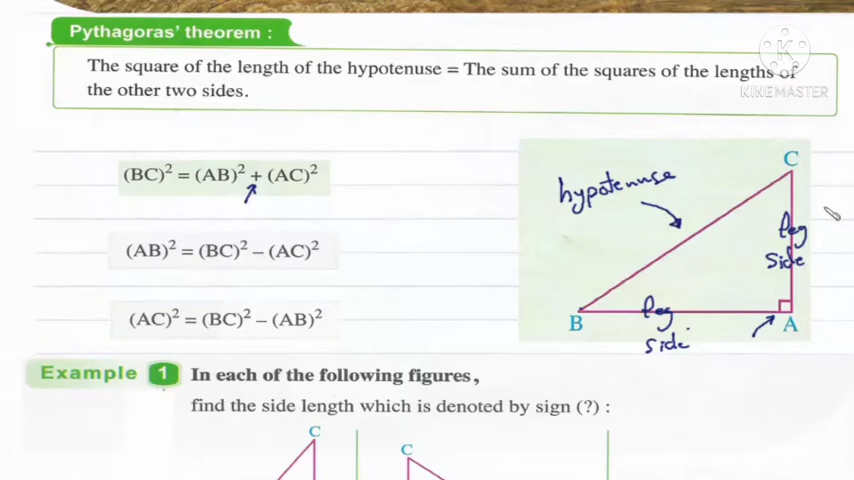 Pythagoras' theorem :
The square of the length of the hypotenuse = The sum of the squares of the lengths of
the other two sides.
K
KINEMASTER
(BC)² = (AB)² + (AC)²
(AB)² = (BC)² – (AC)²
(AC)² = (BC)² – (AB)²
C
hypotenuse
leg
side
B
leg
side
A
Example 1 In each of the following figures,
find the side length which is denoted by sign (?) :
C
C